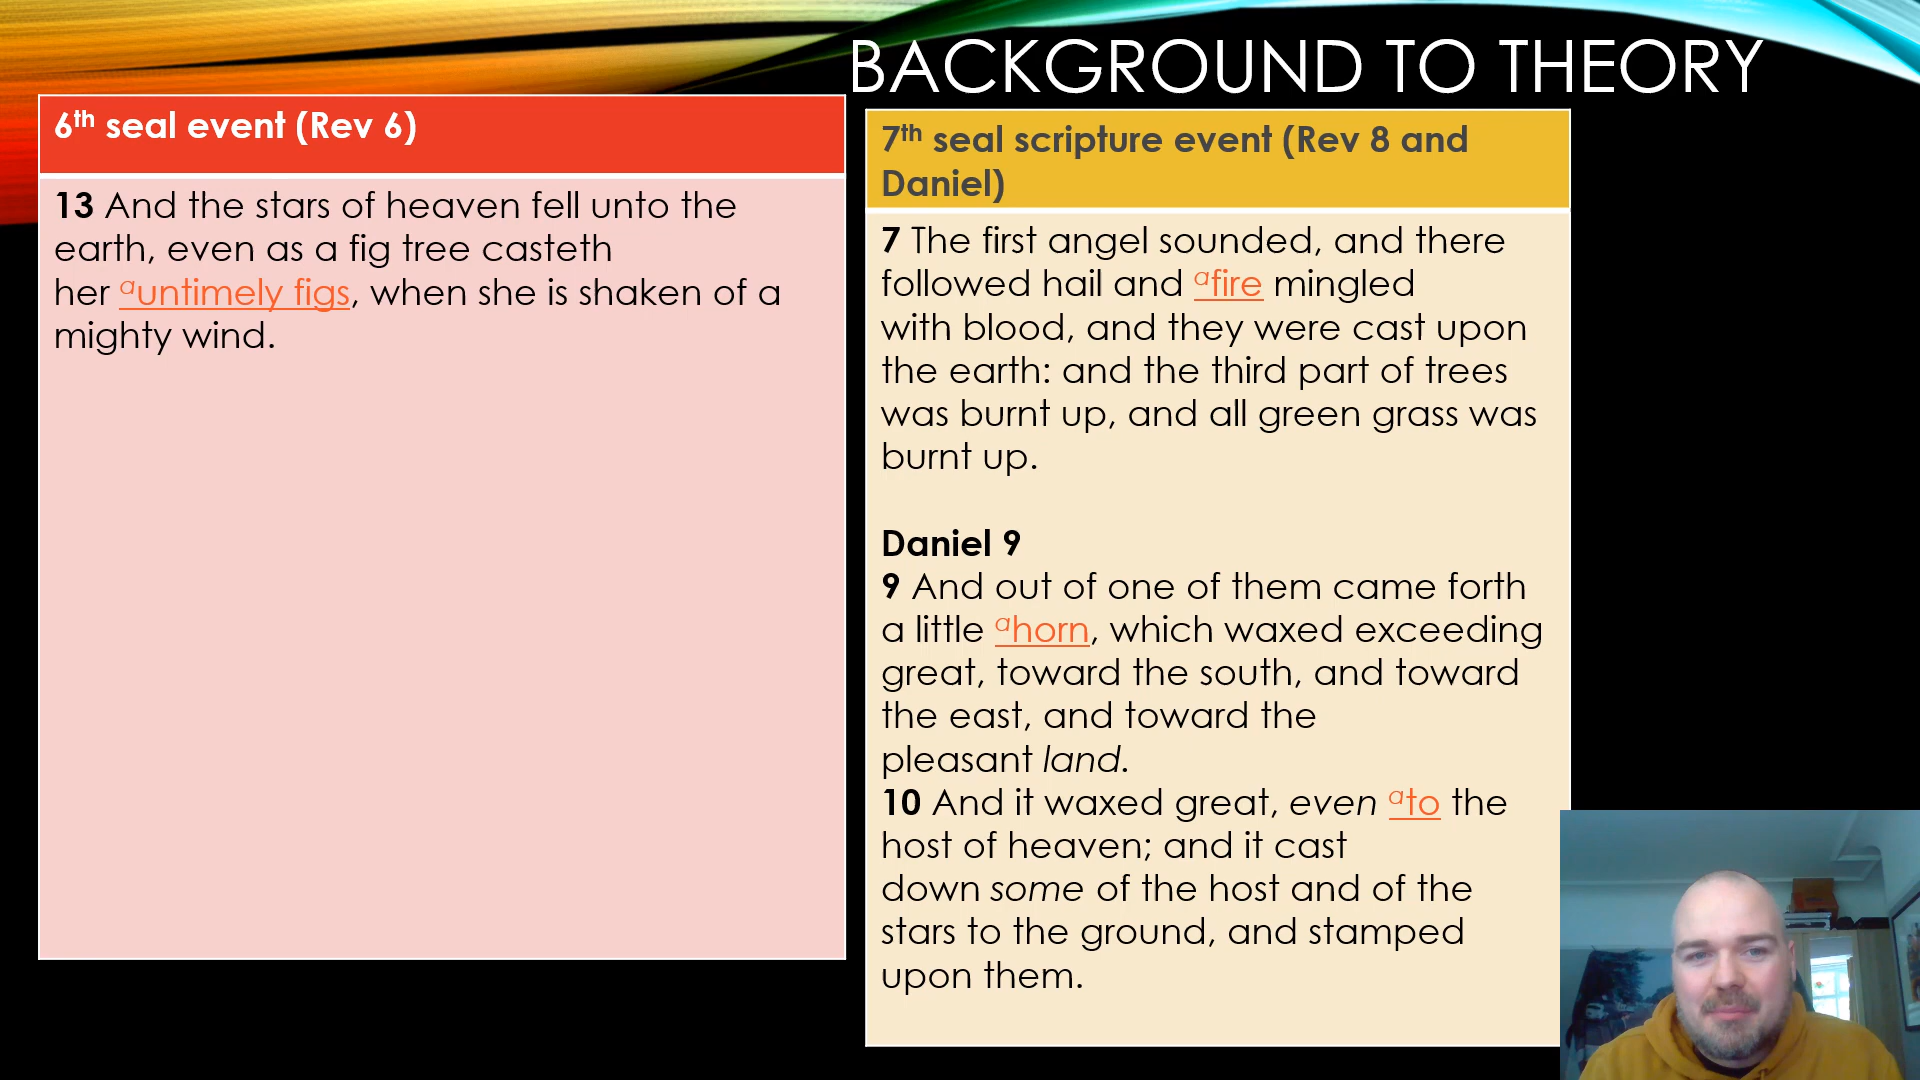 BACKGROUND TO THEORY
6th seal event (Rev 6)
13 And the stars of heaven fell unto the
earth, even as a fig tree casteth
her auntimely figs, when she is shaken of a
mighty wind.
7th seal scripture event (Rev 8 and
Daniel)
7 The first angel sounded, and there
followed hail and afire mingled
with blood, and they were cast upon
the earth: and the third part of trees
was burnt up, and all green grass was
burnt up.
Daniel 9
9 And out of one of them came forth
a little ahorn, which waxed exceeding
great, toward the south, and toward
the east, and toward the
pleasant land.
10 And it waxed great, even ato the
host of heaven; and it cast
down some of the host and of the
stars to the ground, and stamped
upon them.